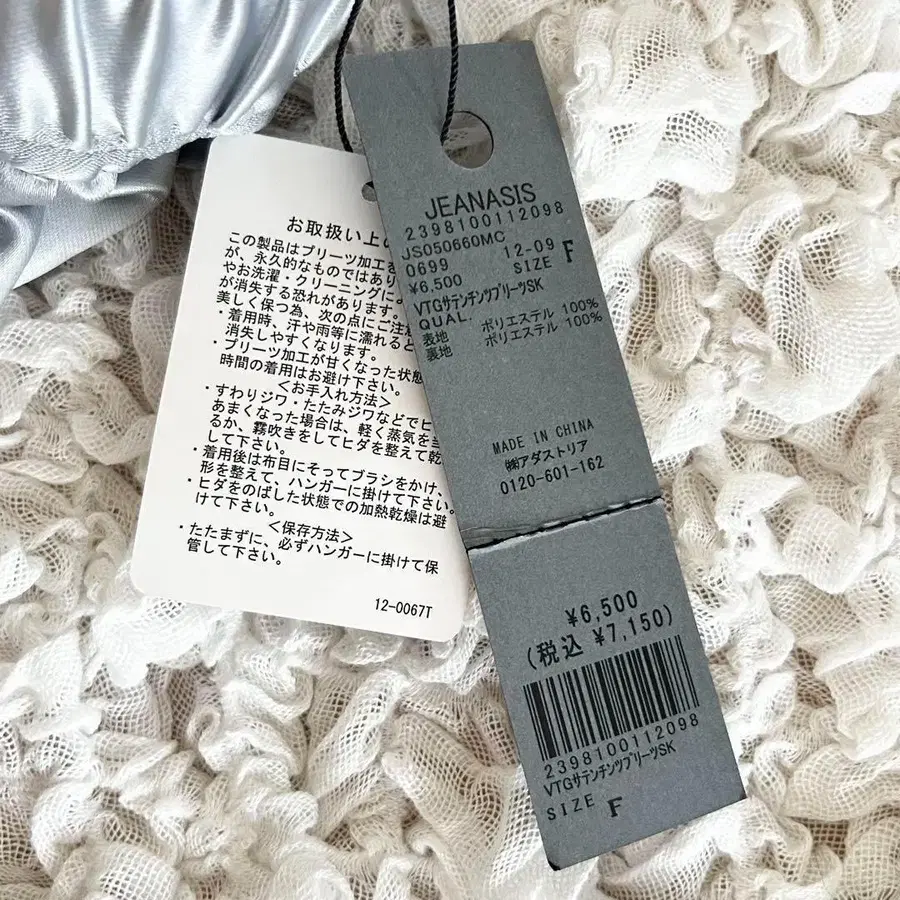 お取扱い上の
この製品はプリーツ加工を
が、永久的なものではあり
やお洗濯・クリーニングによ
が消失する恐れがあります。
美しく保つ為、次の点にご注意
・着用時、汗や雨等に濡れると
消失しやすくなります。
・プリーツ加工が甘くなった状態
時間の着用はお避け下さい。
<お手入れ方法>
・すわりジワ・たたみジワなどでヒ
あまくなった場合は、軽く蒸気を当
るか、霧吹きをしてヒダを整えて乾
して下さい。
・着用後は布目にそってブラシをかけ、
形を整えて、ハンガーに掛けて下さい。
・ヒダをのばした状態での加熱乾燥は避
けて下さい。
<保存方法>
・たたまずに、必ずハンガーに掛けて保
管して下さい。
12-0067T
JEANASIS
2398100112098
JS050660MC
0699 12-09
¥6,500 SIZE F
VTGサテンチンツプリーツSK
QUAL.
表地 ポリエステル 100%
裏地 ポリエステル 100%
MADE IN CHINA
㈱アダストリア
0120-601-162
¥6,500
(税込 ¥7,150)
2398100112098
VTGサテンチンツプリーツSK
SIZE F